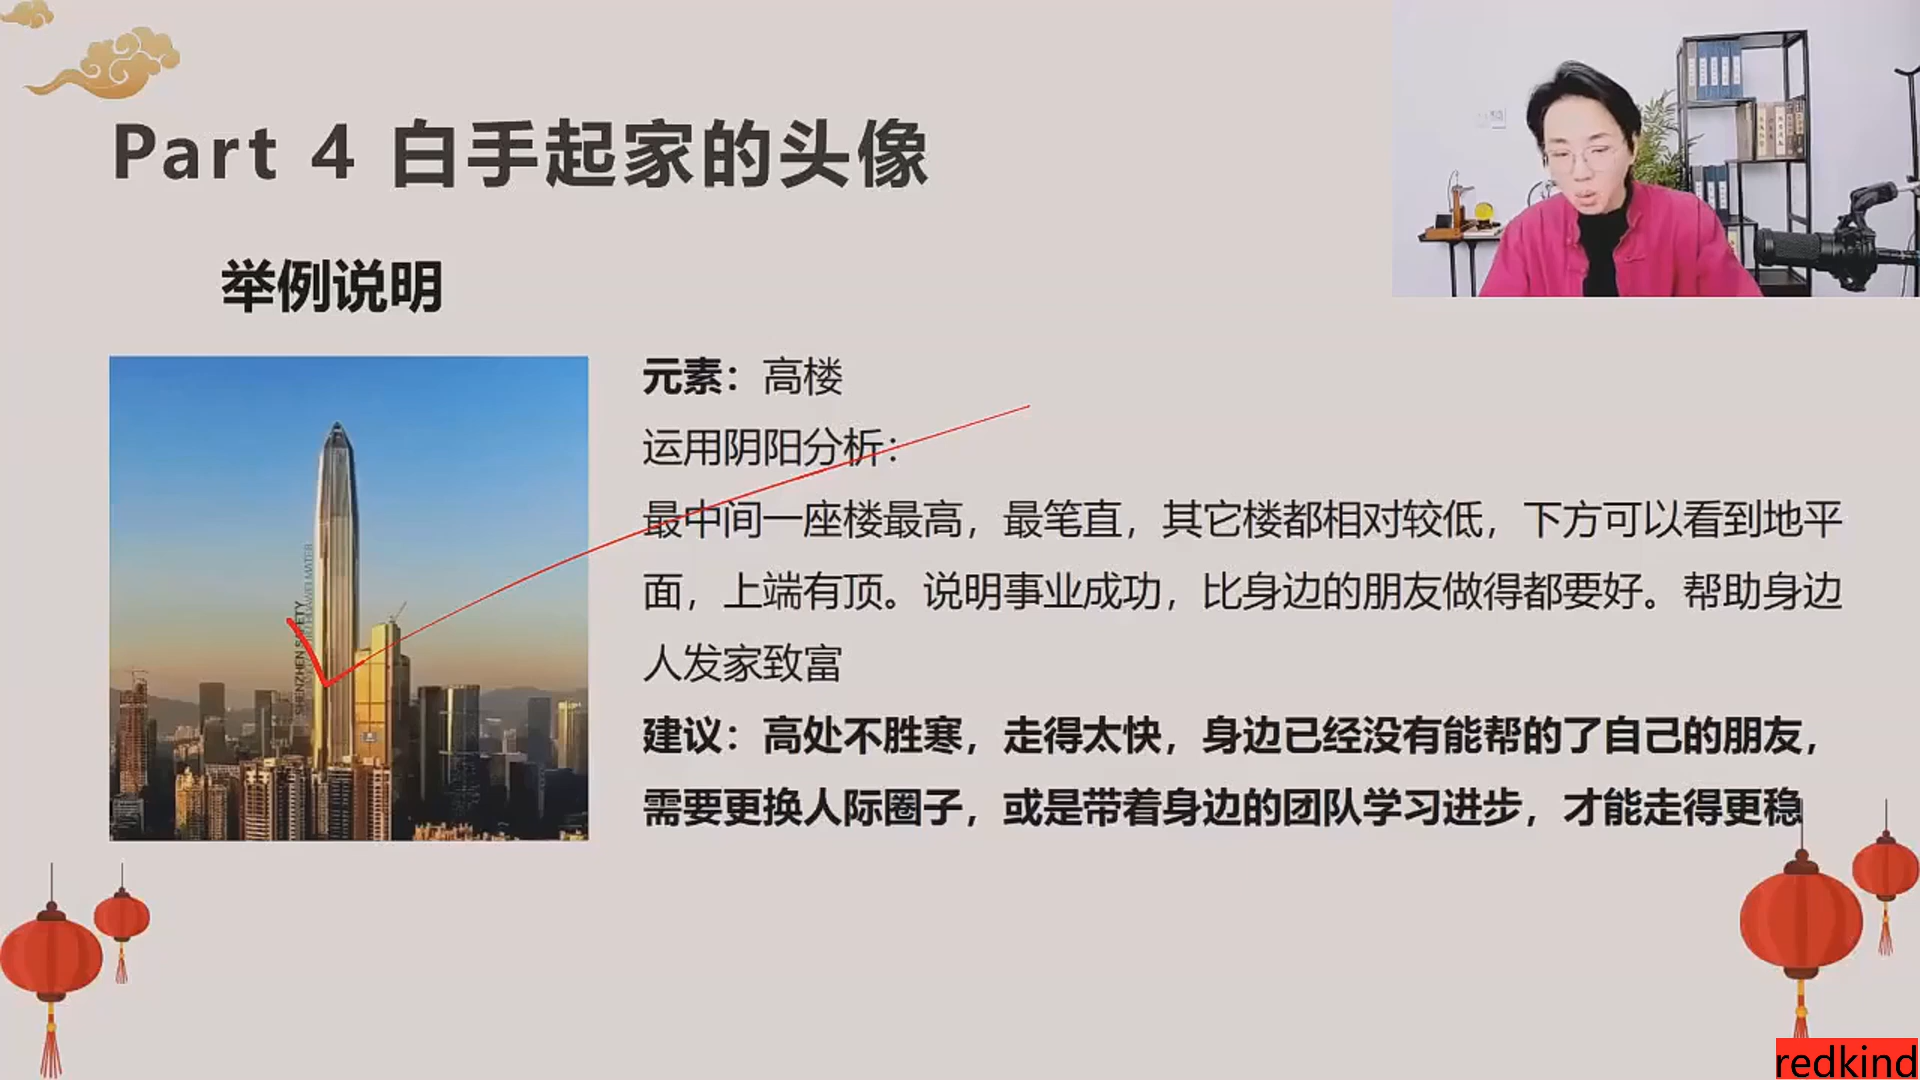 Part 4 白手起家的头像
举例说明
元素：高楼
运用阴阳分析：
最中间一座楼最高，最笔直，其它楼都相对较低，下方可以看到地平
面，上端有顶。说明事业成功，比身边的朋友做得都要好。帮助身边
人发家致富
建议：高处不胜寒，走得太快，身边已经没有能帮的了自己的朋友，
需要更换人际圈子，或是带着身边的团队学习进步，才能走得更稳
SHENZHEN SAFETY
redkind